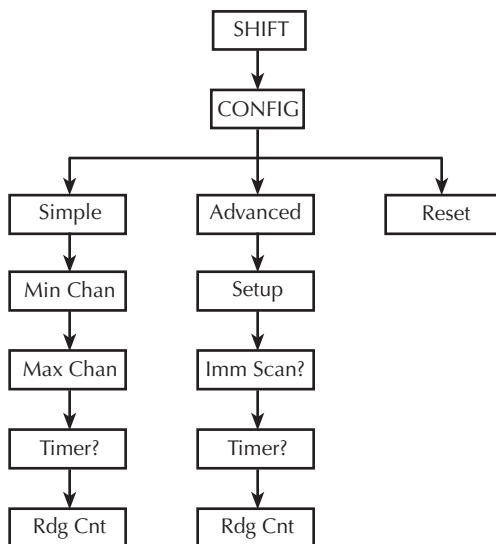 SHIFT
CONFIG
Simple
Advanced
Reset
Min Chan
Setup
Max Chan
Imm Scan?
Timer?
Timer?
Rdg Cnt
Rdg Cnt